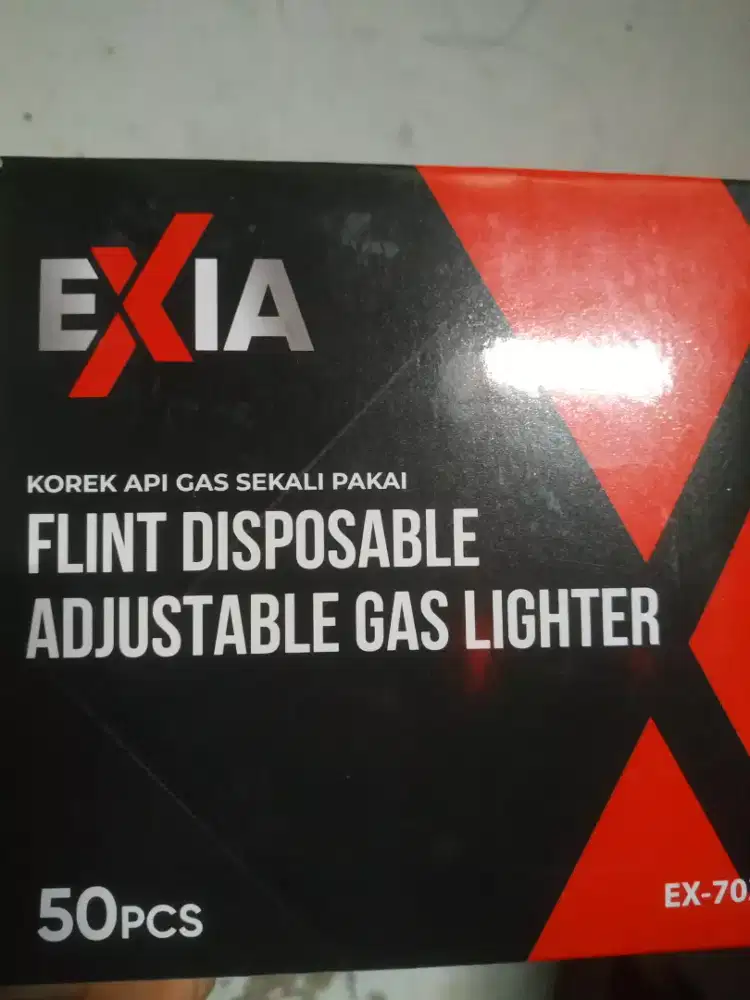 EXIA
KOREK API GAS SEKALI PAKAI
FLINT DISPOSABLE
ADJUSTABLE GAS LIGHTER
50PCS